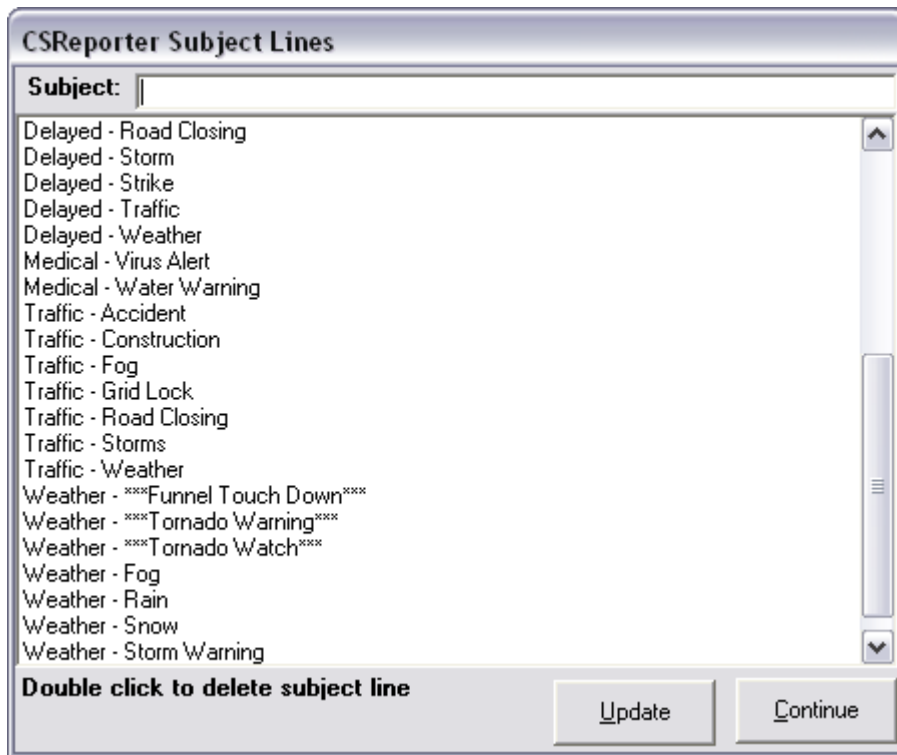 CSReporter Subject Lines
Subject:
Delayed - Road Closing
Delayed - Storm
Delayed - Strike
Delayed - Traffic
Delayed - Weather
Medical - Virus Alert
Medical - Water Warning
Traffic - Accident
Traffic - Construction
Traffic - Fog
Traffic - Grid Lock
Traffic - Road Closing
Traffic - Storms
Traffic - Weather
Weather - ***Funnel Touch Down***
Weather - ***Tornado Warning***
Weather - ***Tornado Watch***
Weather - Fog
Weather - Rain
Weather - Snow
Weather - Storm Warning
Double click to delete subject line
Update
Continue